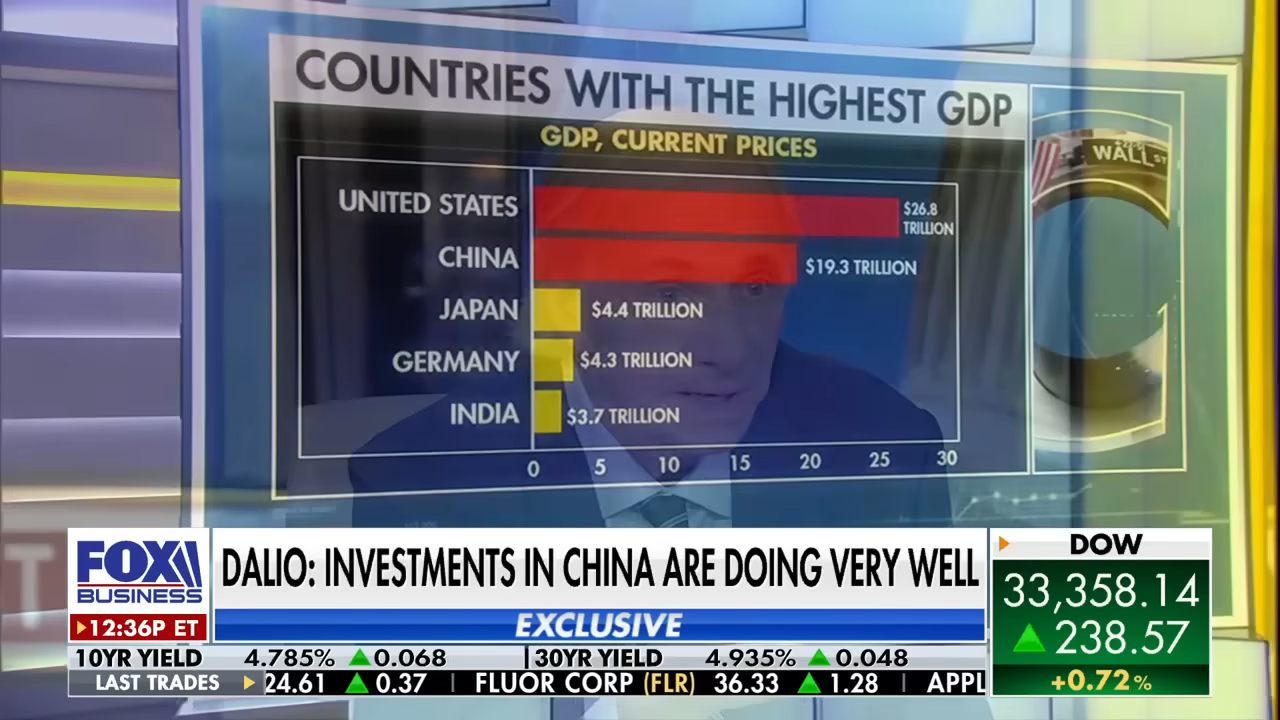 COUNTRIES WITH THE HIGHEST GDP
GDP, CURRENT PRICES
UNITED STATES
$26.8
TRILLION
CHINA
$19.3 TRILLION
JAPAN
$4.4 TRILLION
GERMANY
$4.3 TRILLION
INDIA
$3.7 TRILLION
0 5 10 15 20 25 30
WALL ST
FOX
BUSINESS
12:36P ET
DALIO: INVESTMENTS IN CHINA ARE DOING VERY WELL
EXCLUSIVE
DOW
33,358.14
238.57
+0.72%
10YR YIELD 4.785% 0.068 30YR YIELD 4.935% 0.048
LAST TRADES 24.61 0.37 FLUOR CORP (FLR) 36.33 1.28 APPL